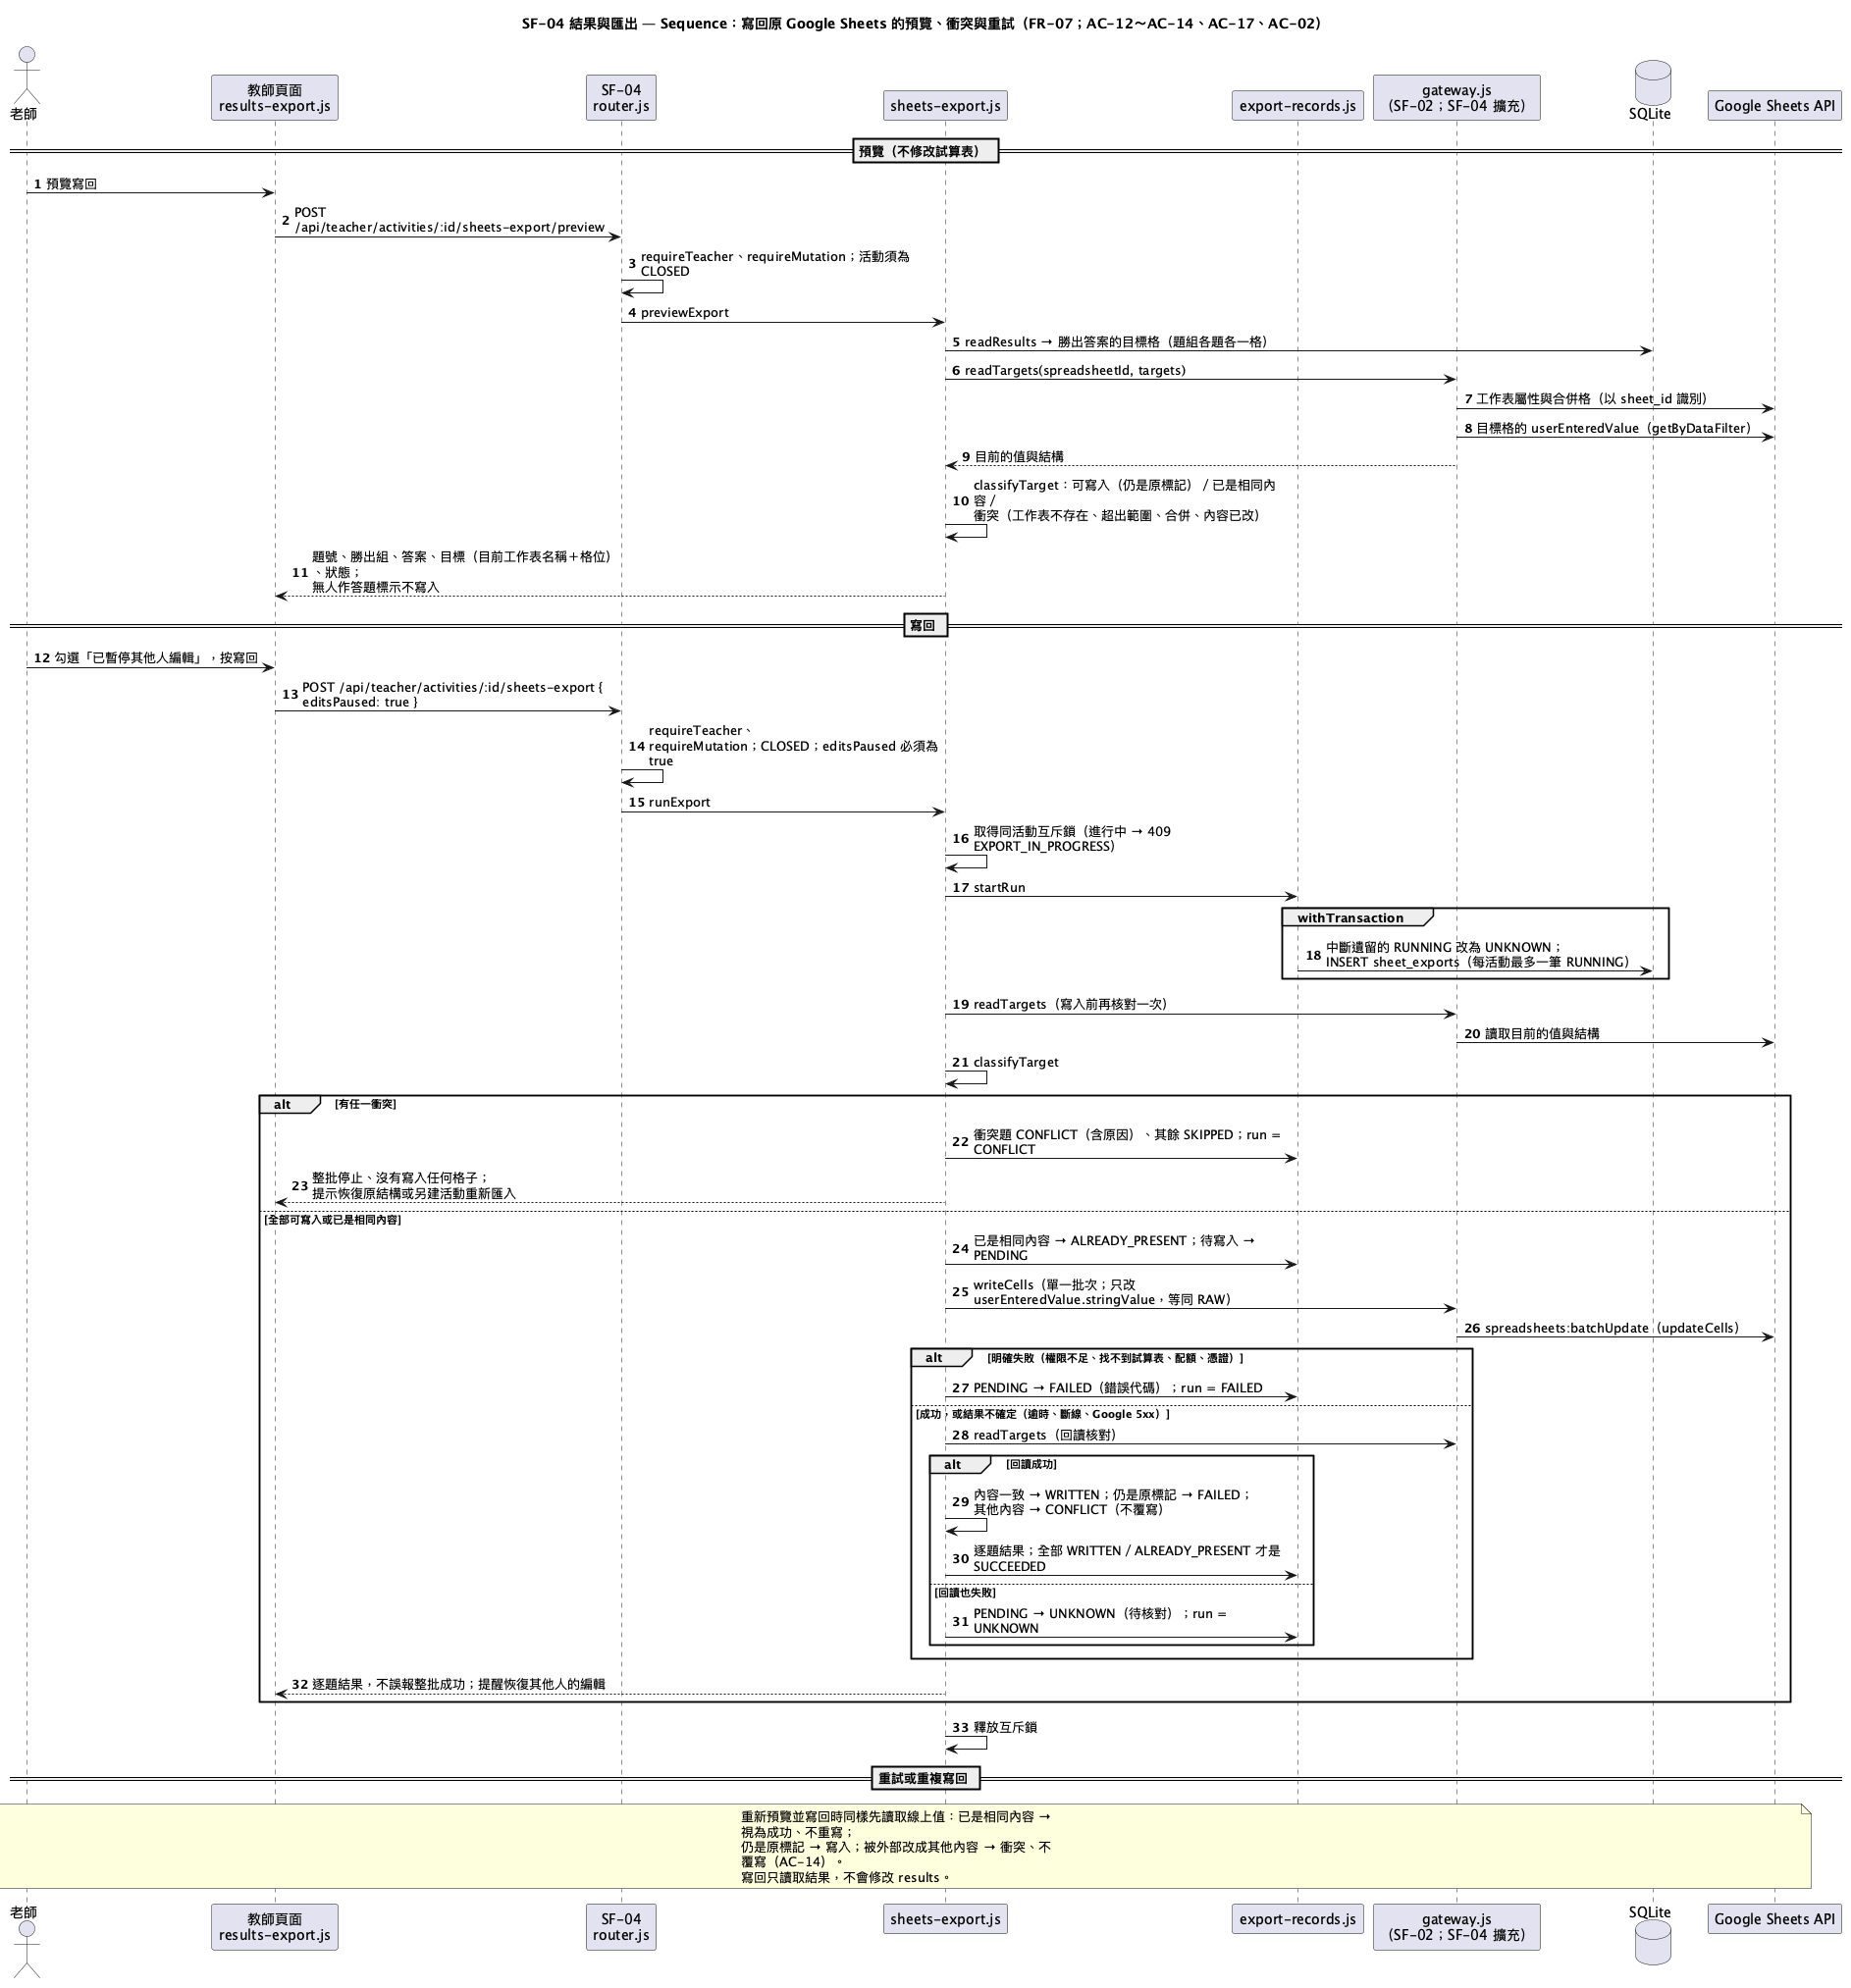 SF-04 結果與匯出 — Sequence：寫回原 Google Sheets 的預覽、衝突與重試（FR-07；AC-12～AC-14、AC-17、AC-02）
老師
教師頁面
results-export.js
SF-04
router.js
sheets-export.js
export-records.js
gateway.js
（SF-02；SF-04 擴充）
SQLite
Google Sheets API
預覽（不修改試算表）
1 預覽寫回
2 POST
/api/teacher/activities/:id/sheets-export/preview
3 requireTeacher、requireMutation；活動須為
CLOSED
4 previewExport
5 readResults → 勝出答案的目標格（題組各題各一格）
6 readTargets(spreadsheetId, targets)
7 工作表屬性與合併格（以 sheet_id 識別）
8 目標格的 userEnteredValue（getByDataFilter）
9 目前的值與結構
10 classifyTarget：可寫入（仍是原標記） / 已是相同內
容 /
衝突（工作表不存在、超出範圍、合併、內容已改）
11 題號、勝出組、答案、目標（目前工作表名稱＋格位）
、狀態；
無人作答題標示不寫入
寫回
12 勾選「已暫停其他人編輯」，按寫回
13 POST /api/teacher/activities/:id/sheets-export {
editsPaused: true }
14 requireTeacher、
requireMutation；CLOSED；editsPaused 必須為
true
15 runExport
16 取得同活動互斥鎖（進行中 → 409
EXPORT_IN_PROGRESS）
17 startRun
withTransaction
18 中斷遺留的 RUNNING 改為 UNKNOWN；
INSERT sheet_exports（每活動最多一筆 RUNNING）
19 readTargets（寫入前再核對一次）
20 讀取目前的值與結構
21 classifyTarget
alt [有任一衝突]
22 衝突題 CONFLICT（含原因）、其餘 SKIPPED；run =
CONFLICT
23 整批停止、沒有寫入任何格子；
提示恢復原結構或另建活動重新匯入
[全部可寫入或已是相同內容]
24 已是相同內容 → ALREADY_PRESENT；待寫入 →
PENDING
25 writeCells（單一批次；只改
userEnteredValue.stringValue，等同 RAW）
26 spreadsheets:batchUpdate（updateCells）
alt [明確失敗（權限不足、找不到試算表、配額、憑證）]
27 PENDING → FAILED（錯誤代碼）；run = FAILED
[成功，或結果不確定（逾時、斷線、Google 5xx）]
28 readTargets（回讀核對）
alt [回讀成功]
29 內容一致 → WRITTEN；仍是原標記 → FAILED；
其他內容 → CONFLICT（不覆寫）
30 逐題結果；全部 WRITTEN / ALREADY_PRESENT 才是
SUCCEEDED
[回讀也失敗]
31 PENDING → UNKNOWN（待核對）；run =
UNKNOWN
32 逐題結果，不誤報整批成功；提醒恢復其他人的編輯
33 釋放互斥鎖
重試或重複寫回
重新預覽並寫回時同樣先讀取線上值：已是相同內容 →
視為成功、不重寫；
仍是原標記 → 寫入；被外部改成其他內容 → 衝突、不
覆寫（AC-14）。
寫回只讀取結果，不會修改 results。
老師
教師頁面
results-export.js
SF-04
router.js
sheets-export.js
export-records.js
gateway.js
（SF-02；SF-04 擴充）
SQLite
Google Sheets API